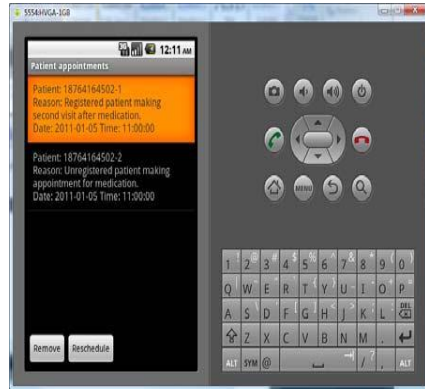 5554:HVGA-1GB
3G
12:11 AM
Patient appointments
Patient: 18764164502-1
Reason: Registered patient making
second visit after medication.
Date: 2011-01-05 Time: 11:00:00
Patient: 18764164502-2
Reason: Unregistered patient making
appointment for medication.
Date: 2011-01-05 Time: 11:00:00
Remove Reschedule
MENU
1 ! 2 @ 3 # 4 $ 5 % 6 ^ 7 & 8 * 9 ( 0 )
Q W E R T Y U I O P
A S D F G H J K L DEL
Z X C V B N M .
ALT SYM @ / ? , ALT